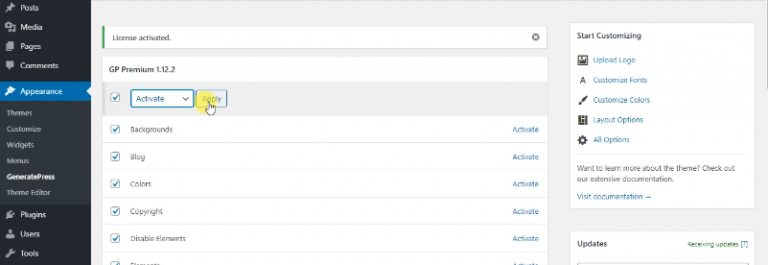 Posts
Media
Pages
Comments
Appearance
Themes
Customize
Widgets
Menus
GeneratePress
Theme Editor
Plugins
Users
Tools
License activated.
GP Premium 1.12.2
Activate
Apply
Backgrounds
Activate
Blog
Activate
Colors
Activate
Copyright
Activate
Disable Elements
Activate
Elements
Start Customizing
Upload Logo
A Customize Fonts
Customize Colors
Layout Options
All Options
Want to learn more about the theme? Check out
our extensive documentation.
Visit documentation →
Updates
Receiving updates [?]